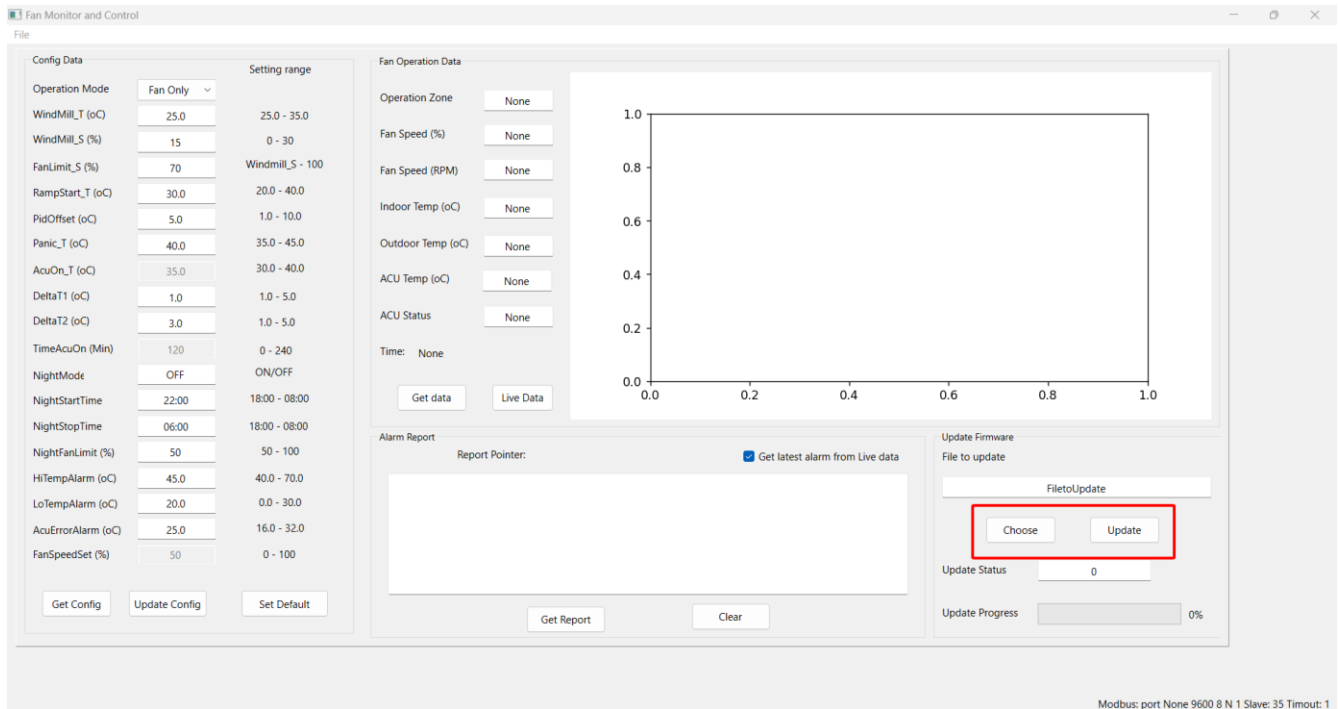 Fan Monitor and Control
File
Config Data
Setting range
Operation Mode Fan Only
WindMill_T (oC) 25.0 25.0 - 35.0
WindMill_S (%) 15 0 - 30
FanLimit_S (%) 70 Windmill_S - 100
RampStart_T (oC) 30.0 20.0 - 40.0
PidOffset (oC) 5.0 1.0 - 10.0
Panic_T (oC) 40.0 35.0 - 45.0
AcuOn_T (oC) 35.0 30.0 - 40.0
DeltaT1 (oC) 1.0 1.0 - 5.0
DeltaT2 (oC) 3.0 1.0 - 5.0
TimeAcuOn (Min) 120 0 - 240
NightMode OFF ON/OFF
NightStartTime 22:00 18:00 - 08:00
NightStopTime 06:00 18:00 - 08:00
NightFanLimit (%) 50 50 - 100
HiTempAlarm (oC) 45.0 40.0 - 70.0
LoTempAlarm (oC) 20.0 0.0 - 30.0
AcuErrorAlarm (oC) 25.0 16.0 - 32.0
FanSpeedSet (%) 50 0 - 100
Get Config Update Config Set Default
Fan Operation Data
Operation Zone None
Fan Speed (%) None
Fan Speed (RPM) None
Indoor Temp (oC) None
Outdoor Temp (oC) None
ACU Temp (oC) None
ACU Status None
Time: None
Get data Live Data
1.0
0.8
0.6
0.4
0.2
0.0
0.0 0.2 0.4 0.6 0.8 1.0
Alarm Report
Report Pointer: Get latest alarm from Live data
Get Report Clear
Update Firmware
File to update
FiletoUpdate
Choose Update
Update Status 0
Update Progress 0%
Modbus: port None 9600 8 N 1 Slave: 35 Timout: 1